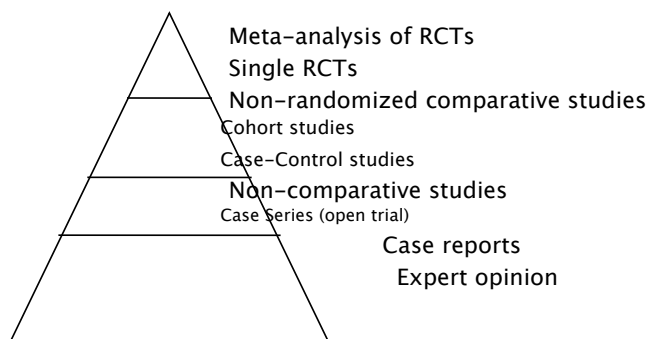 Meta-analysis of RCTs
Single RCTs
Non-randomized comparative studies
Cohort studies
Case-Control studies
Non-comparative studies
Case Series (open trial)
Case reports
Expert opinion